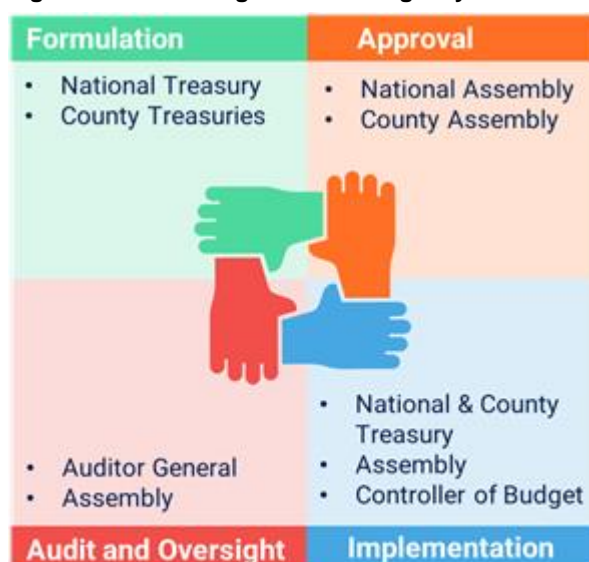 Formulation
• National Treasury
• County Treasuries
Approval
• National Assembly
• County Assembly
• Auditor General
• Assembly
Audit and Oversight
• National & County
Treasury
• Assembly
• Controller of Budget
Implementation